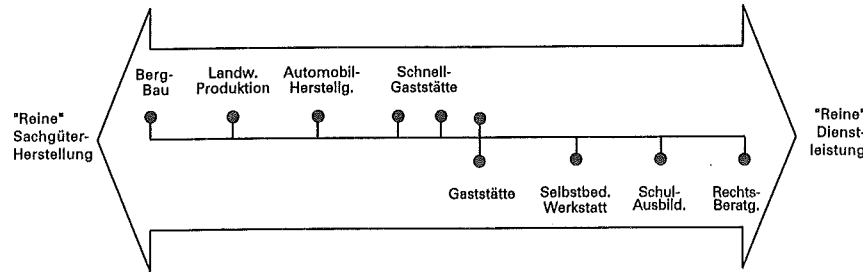 "Reine"
Sachgüter-
Herstellung
Berg-
Bau
Landw.
Produktion
Automobil-
Herstellg.
Schnell-
Gaststätte
Gaststätte
Selbstbed.
Werkstatt
Schul-
Ausbild.
Rechts-
Beratg.
"Reine"
Dienst-
leistung